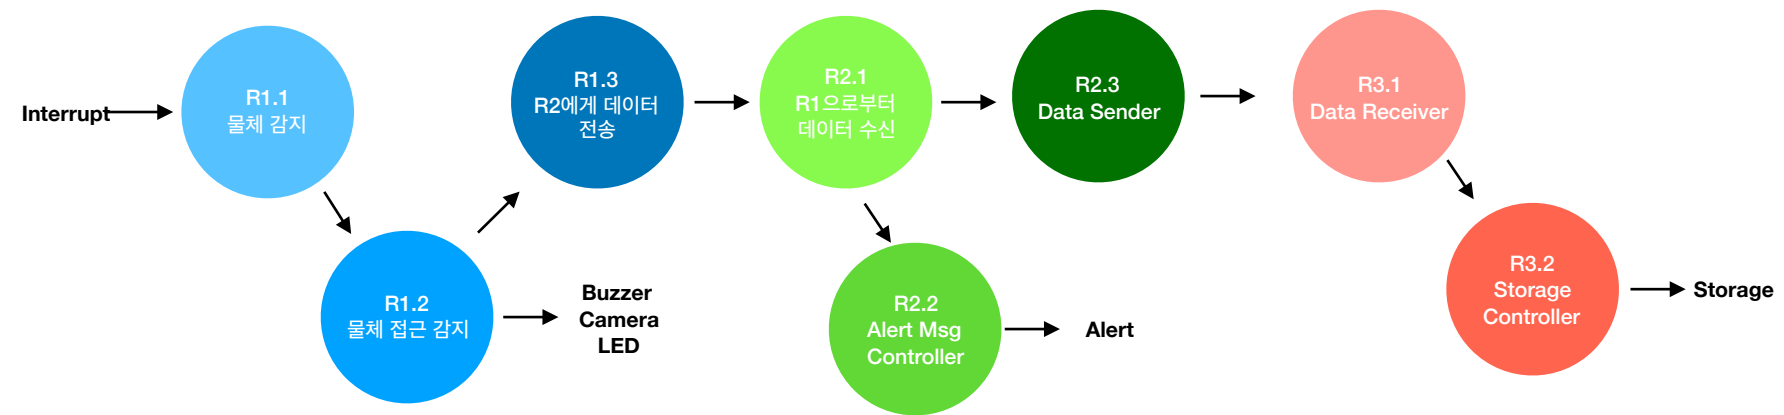 Interrupt
R1.1
물체 감지
R1.2
물체 접근 감지
Buzzer
Camera
LED
R1.3
R2에게 데이터
전송
R2.1
R1으로부터
데이터 수신
R2.2
Alert Msg
Controller
Alert
R2.3
Data Sender
R3.1
Data Receiver
R3.2
Storage
Controller
Storage